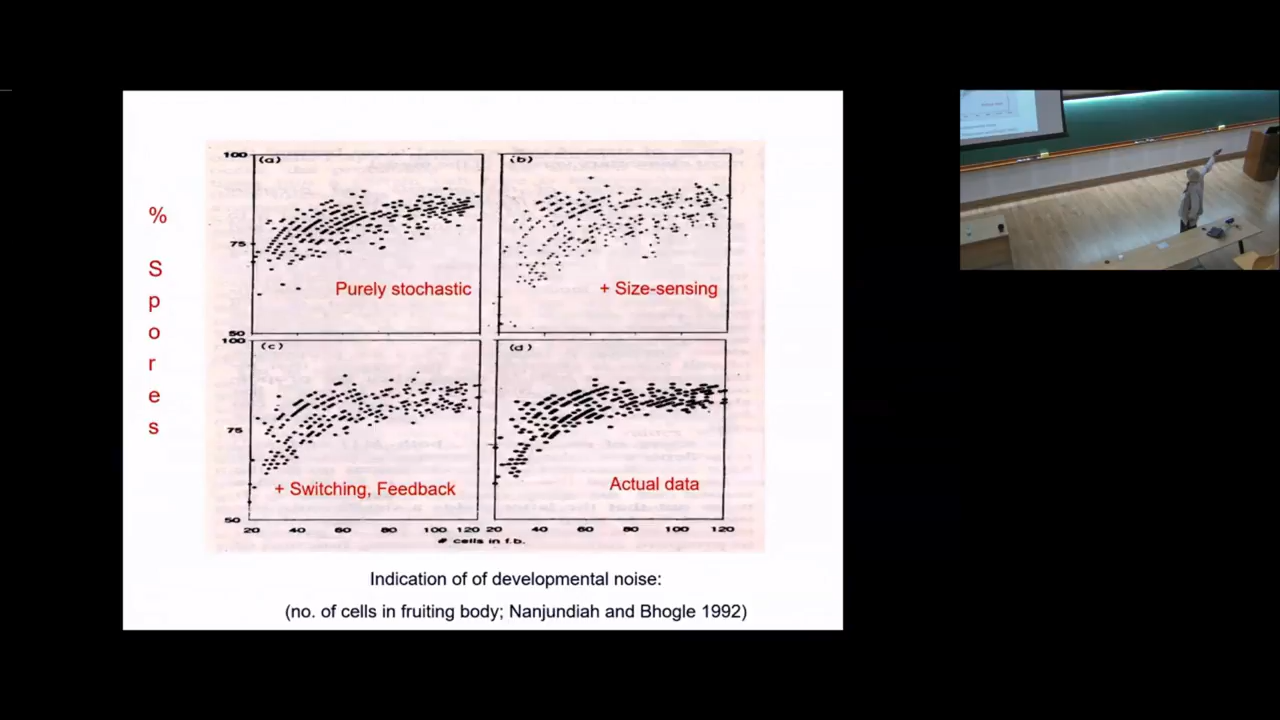 %
S
p
o
r
e
s
100
(a)
(b)
75
Purely stochastic
+ Size-sensing
50
100
(c)
(d)
75
+ Switching, Feedback
Actual data
50
20 40 60 80 100 120 20 40 60 80 100 120
# cells in f.b.
Indication of of developmental noise:
(no. of cells in fruiting body; Nanjundiah and Bhogle 1992)